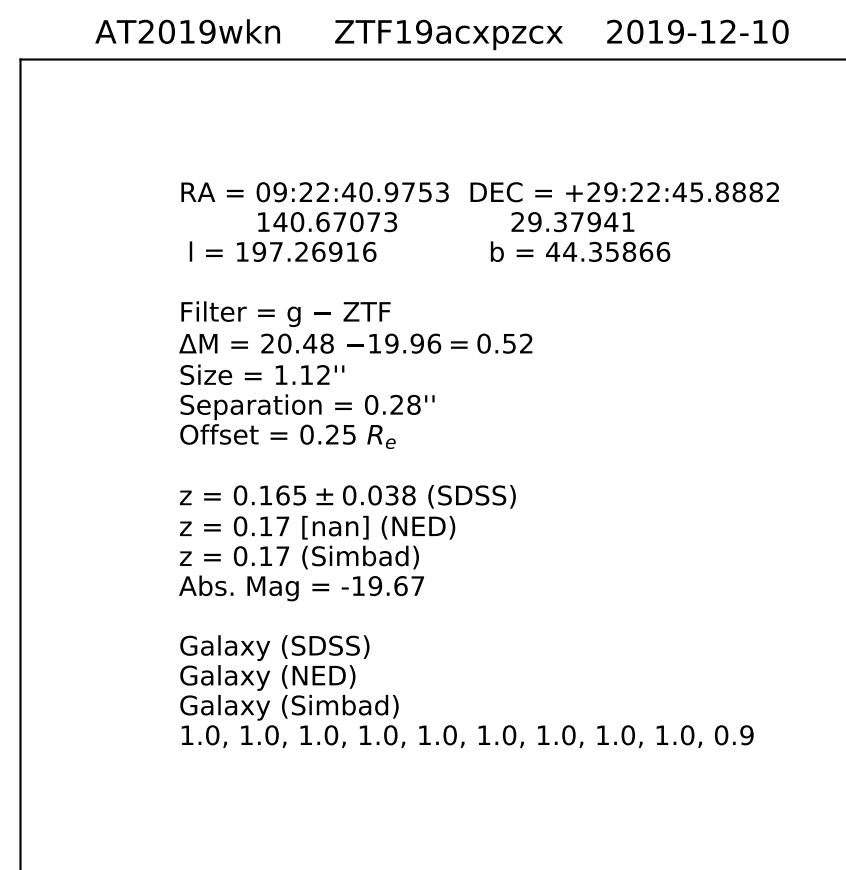 AT2019wkn ZTF19acxpzcx 2019-12-10
RA = 09:22:40.9753 DEC = +29:22:45.8882
140.67073 29.37941
l = 197.26916 b = 44.35866
Filter = g − ZTF
ΔM = 20.48 −19.96 = 0.52
Size = 1.12''
Separation = 0.28''
Offset = 0.25 Rₑ
z = 0.165 ± 0.038 (SDSS)
z = 0.17 [nan] (NED)
z = 0.17 (Simbad)
Abs. Mag = -19.67
Galaxy (SDSS)
Galaxy (NED)
Galaxy (Simbad)
1.0, 1.0, 1.0, 1.0, 1.0, 1.0, 1.0, 1.0, 1.0, 0.9